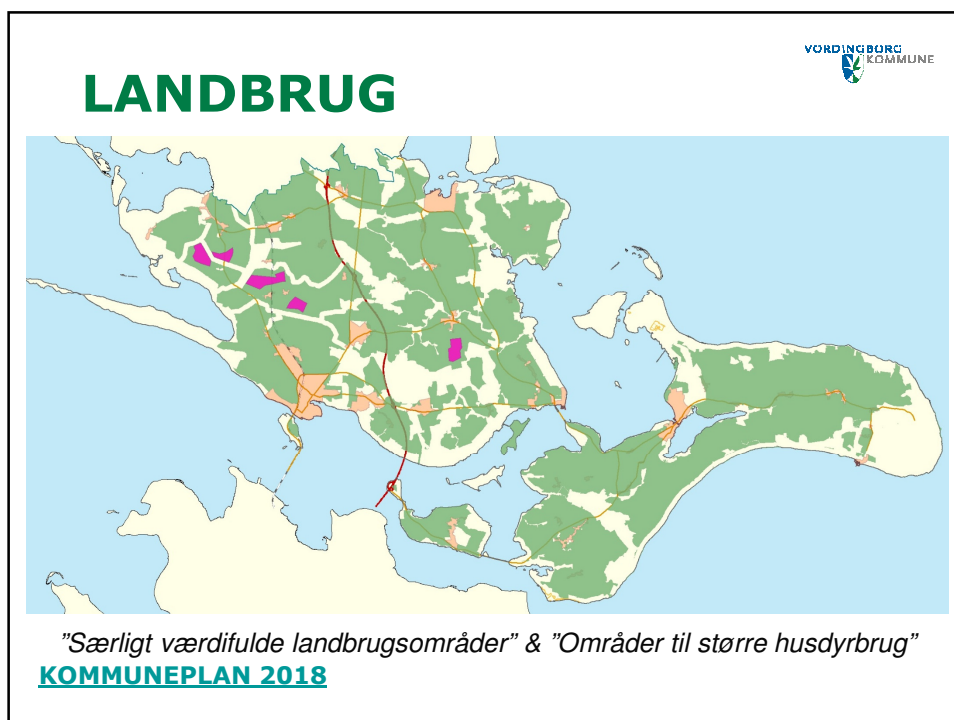 VORDINGBORG
KOMMUNE
LANDBRUG
”Særligt værdifulde landbrugsområder” & ”Områder til større husdyrbrug”
KOMMUNEPLAN 2018